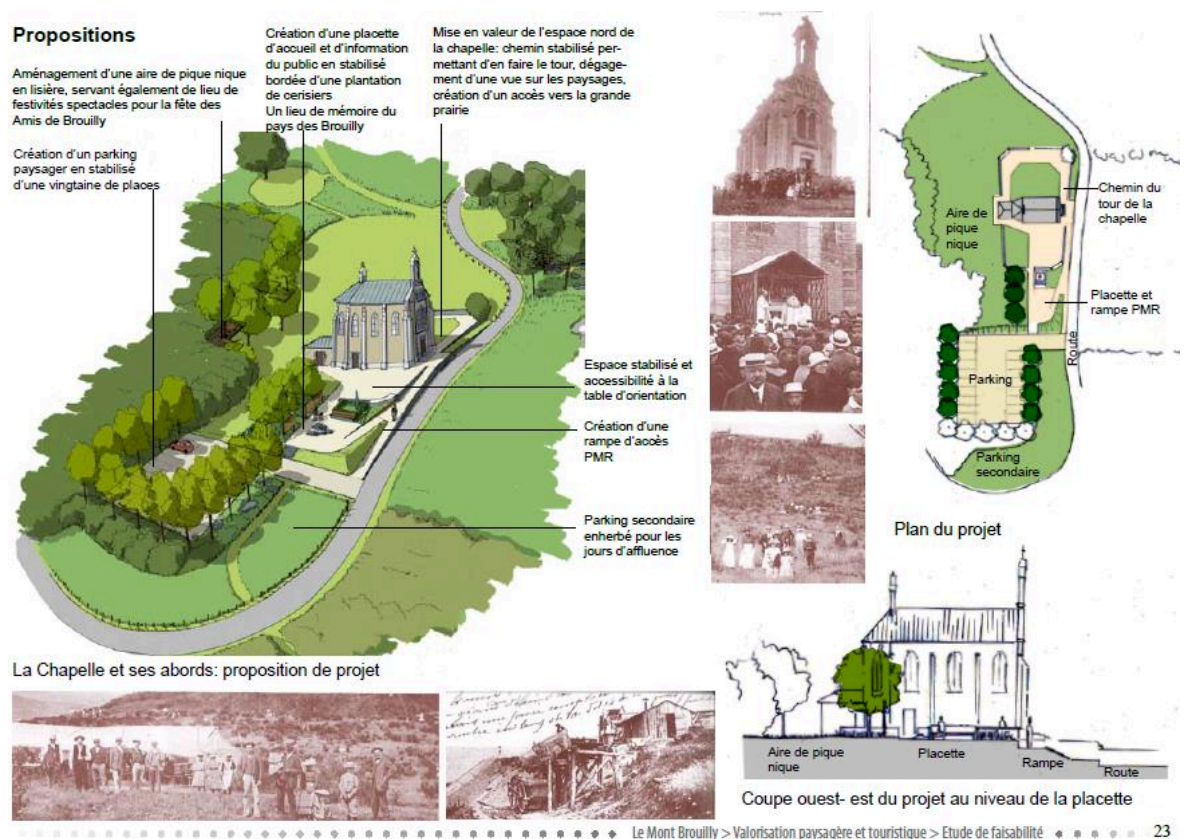 Propositions
Aménagement d'une aire de pique nique
en lisière, servant également de lieu de
festivités spectacles pour la fête des
Amis de Brouilly
Création d'un parking
paysager en stabilisé
d'une vingtaine de places
Création d'une placette
d'accueil et d'information
du public en stabilisé
bordée d'une plantation
de cerisiers
Un lieu de mémoire du
pays des Brouilly
Mise en valeur de l'espace nord de
la chapelle: chemin stabilisé per-
mettant d'en faire le tour, dégage-
ment d'une vue sur les paysages,
création d'un accès vers la grande
prairie
Espace stabilisé et
accessibilité à la
table d'orientation
Création d'une
rampe d'accès
PMR
Parking secondaire
enherbé pour les
jours d'affluence
La Chapelle et ses abords: proposition de projet
Aire de
pique
nique
Chemin du
tour de la
chapelle
Placette et
rampe PMR
Route
Parking
Parking
secondaire
Plan du projet
Aire de pique
nique
Placette
Rampe
Route
Coupe ouest- est du projet au niveau de la placette
Le Mont Brouilly > Valorisation paysagère et touristique > Etude de faisabilité
23